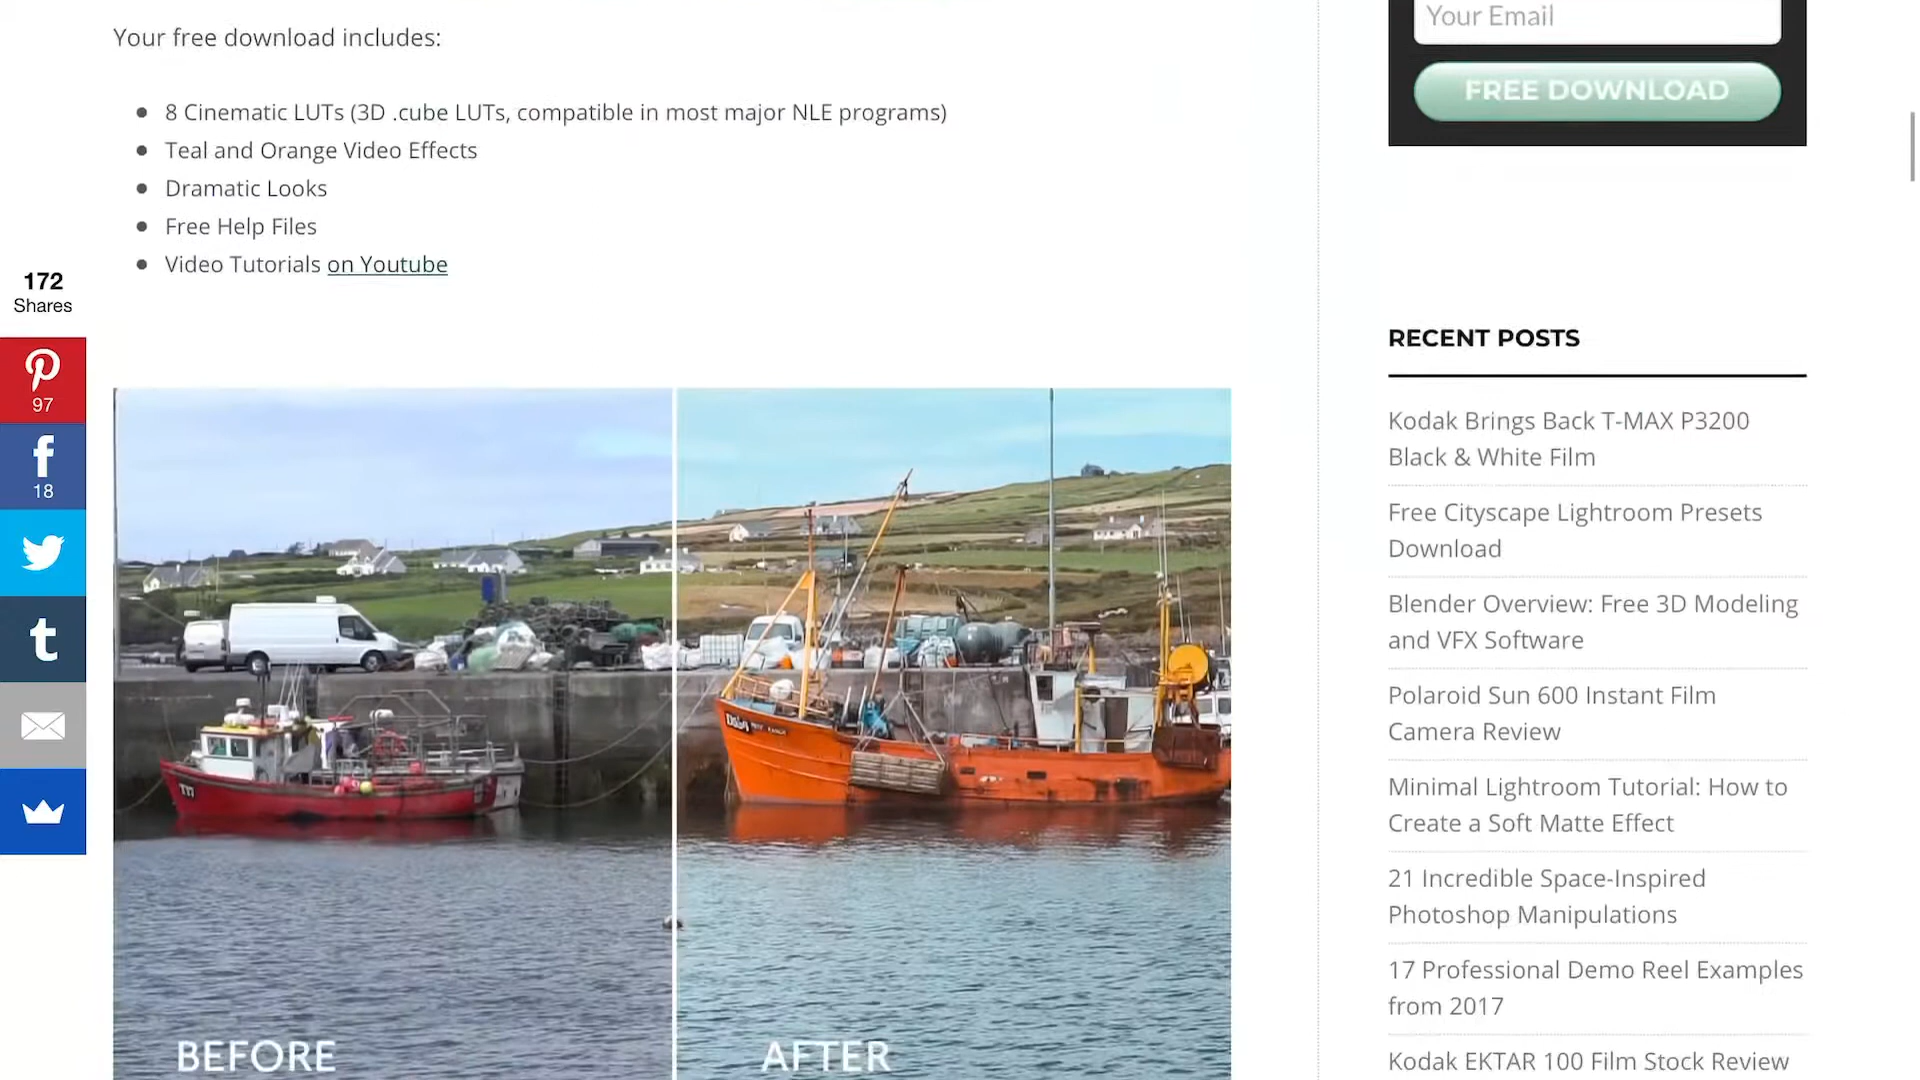 Your free download includes:
8 Cinematic LUTs (3D .cube LUTs, compatible in most major NLE programs)
Teal and Orange Video Effects
Dramatic Looks
Free Help Files
Video Tutorials on Youtube
172
Shares
97
18
BEFORE
AFTER
Your Email
FREE DOWNLOAD
RECENT POSTS
Kodak Brings Back T-MAX P3200
Black & White Film
Free Cityscape Lightroom Presets
Download
Blender Overview: Free 3D Modeling
and VFX Software
Polaroid Sun 600 Instant Film
Camera Review
Minimal Lightroom Tutorial: How to
Create a Soft Matte Effect
21 Incredible Space-Inspired
Photoshop Manipulations
17 Professional Demo Reel Examples
from 2017
Kodak EKTAR 100 Film Stock Review